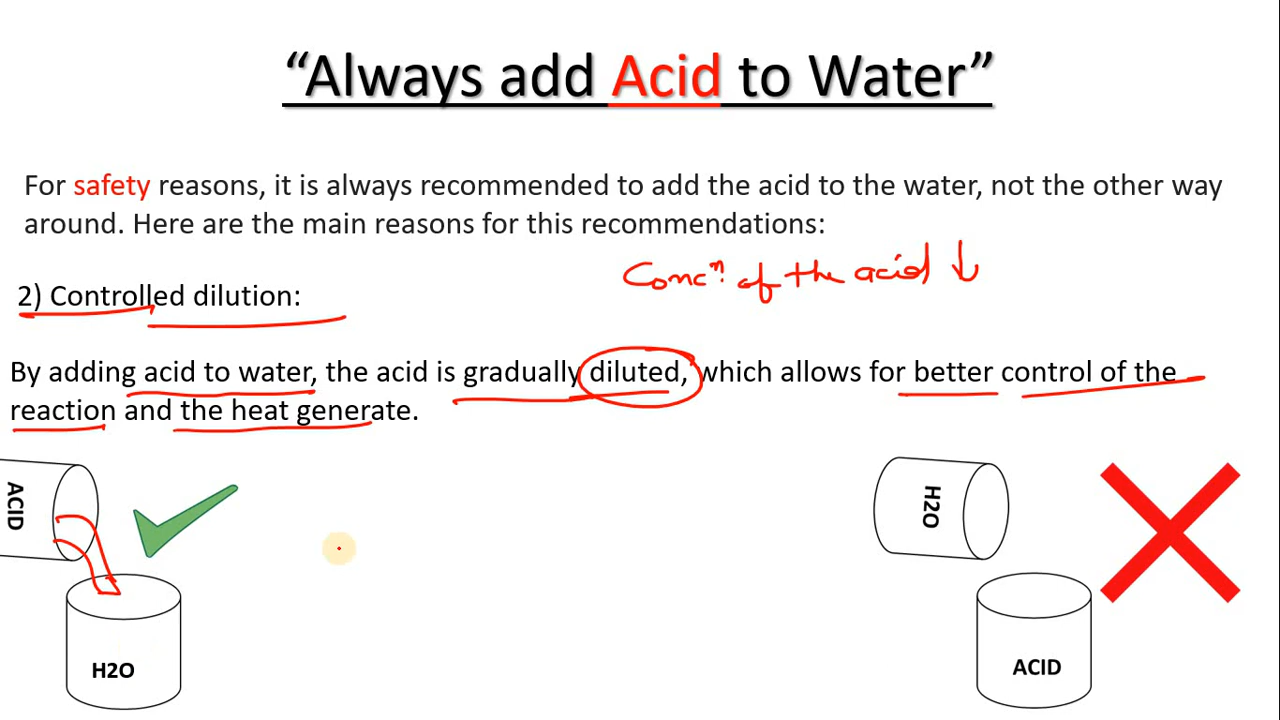 “Always add Acid to Water”
For safety reasons, it is always recommended to add the acid to the water, not the other way
around. Here are the main reasons for this recommendations:
Concⁿ. of the acid ↓
2) Controlled dilution:
By adding acid to water, the acid is gradually diluted, which allows for better control of the
reaction and the heat generate.
ACID
H2O
H2O
ACID